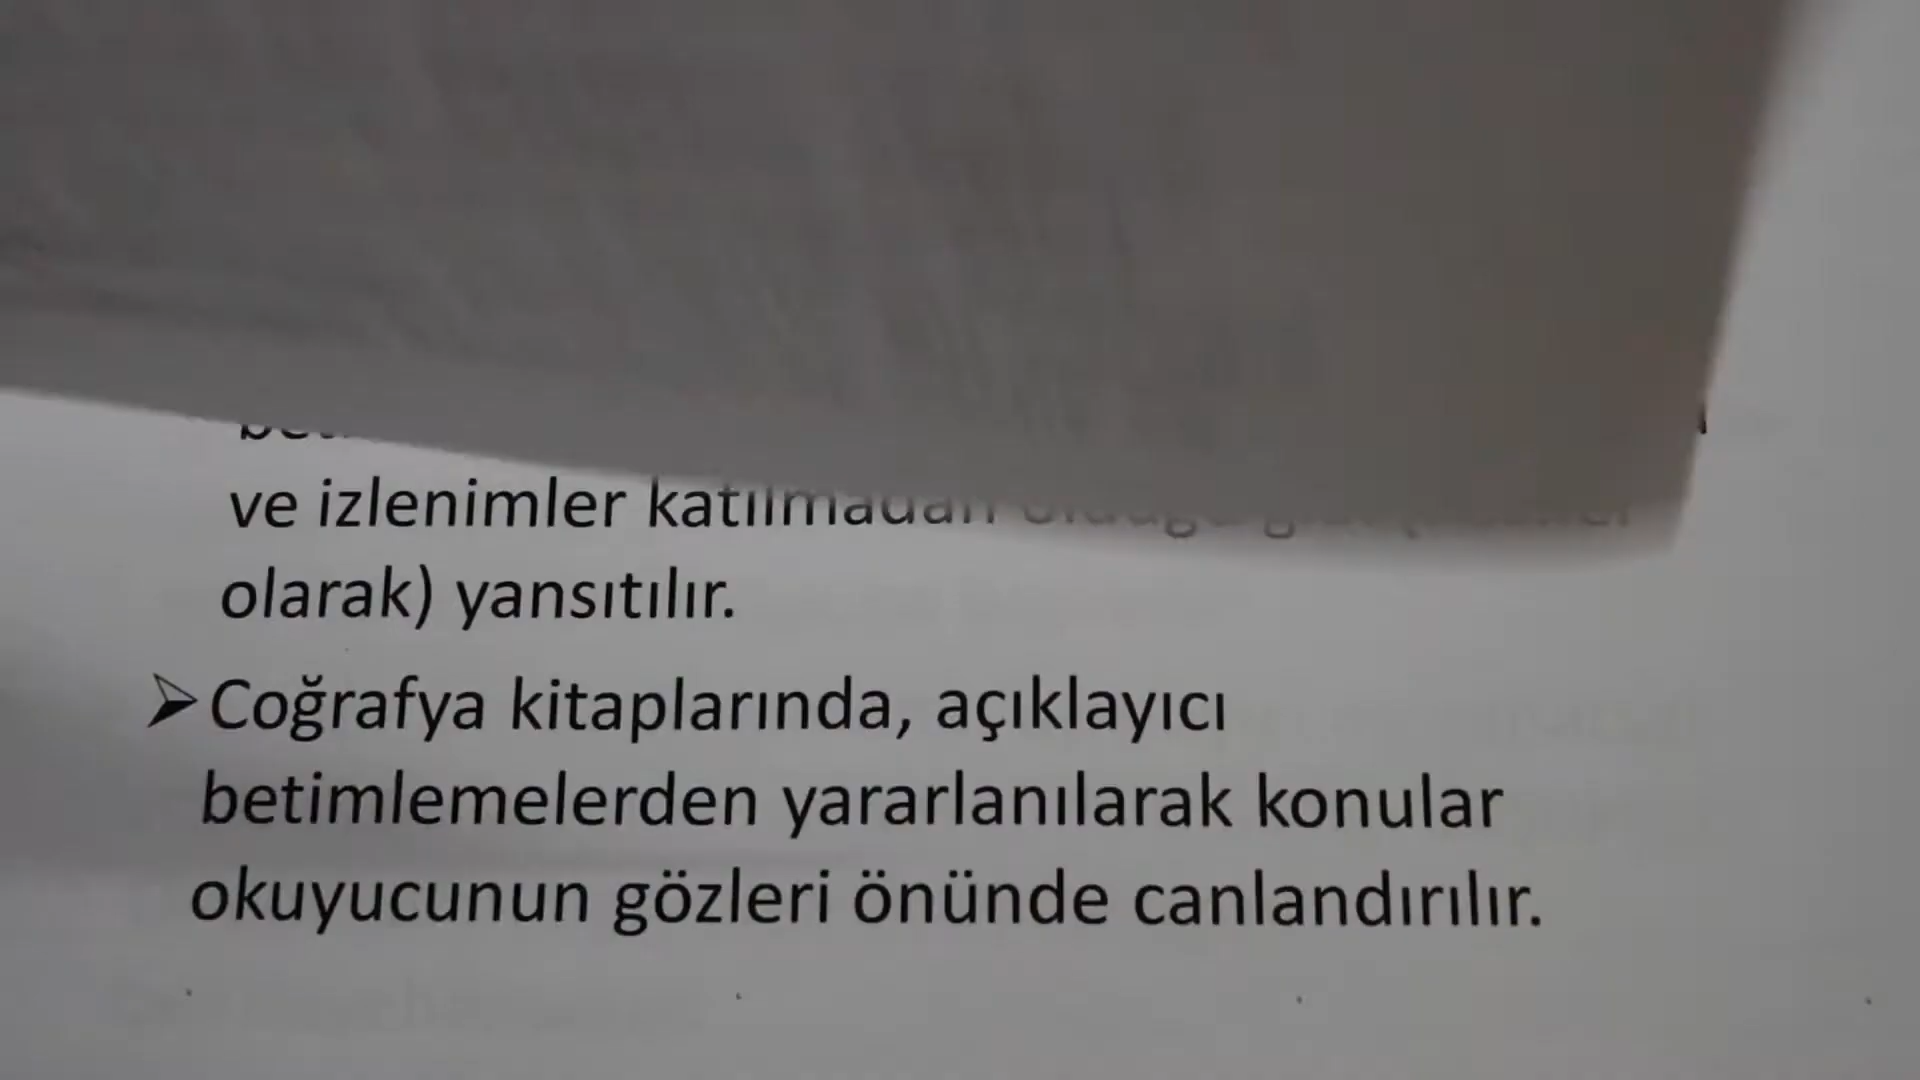 ve izlenimler katılmadan
olarak) yansıtılır.
➢Coğrafya kitaplarında, açıklayıcı
betimlemelerden yararlanılarak konular
okuyucunun gözleri önünde canlandırılır.